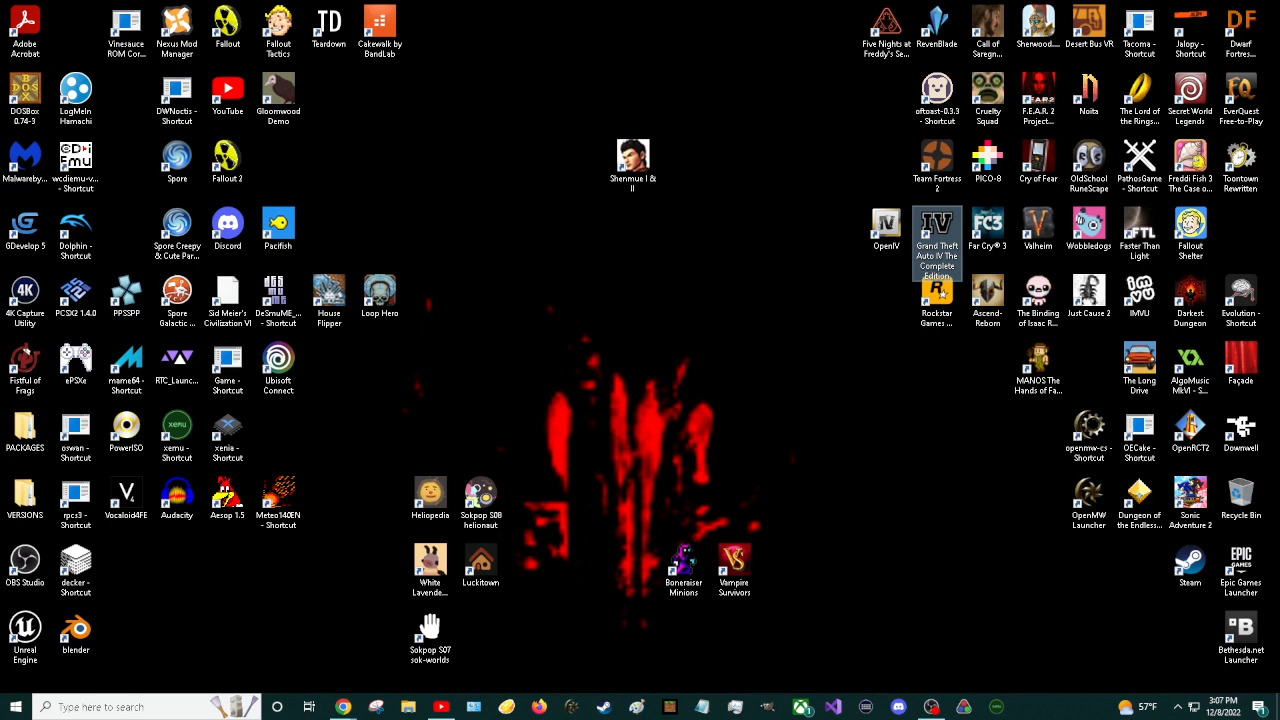 Adobe
Acrobat
Vinesauce
ROM Cor...
Nexus Mod
Manager
Fallout
Fallout
Tactics
TD
Teardown
Cakewalk by
BandLab
Five Nights at
Freddy's Se...
RevenBlade
Call of
Saregn...
Sherwood....
Desert Bus VR
Tacoma -
Shortcut
Jalopy -
Shortcut
DF
Dwarf
Fortres...
DOSBox
0.74-3
LogMeIn
Hamachi
DWNoctis -
Shortcut
YouTube
Gloomwood
Demo
oftoast-0.3.3
- Shortcut
Cruelty
Squad
F.E.A.R. 2
Project...
Noita
The Lord of
the Rings...
Secret World
Legends
EverQuest
Free-to-Play
Malwareby...
wcdiemu-v...
- Shortcut
Spore
Fallout 2
Shenmue I &
II
Team Fortress
2
PICO-8
Cry of Fear
OldSchool
RuneScape
PathosGame
- Shortcut
Freddi Fish 3
The Case o...
Toontown
Rewritten
GDevelop 5
Dolphin -
Shortcut
Spore Creepy
& Cute Par...
Discord
Pacifish
OpenIV
Grand Theft
Auto IV The
Complete
Edition
Far Cry® 3
Valheim
Wobbledogs
Faster Than
Light
Fallout
Shelter
4K Capture
Utility
PCSX2 1.4.0
PPSSPP
Spore
Galactic ...
Sid Meier's
Civilization VI
DeSmuME_...
- Shortcut
House
Flipper
Loop Hero
Rockstar
Games ...
Ascend-
Reborn
The Binding
of Isaac R...
Just Cause 2
IMVU
Darkest
Dungeon
Evolution -
Shortcut
Fistful of
Frags
ePSXe
mame64 -
Shortcut
RTC_Launc...
Game -
Shortcut
Ubisoft
Connect
MANOS The
Hands of Fa...
The Long
Drive
AlgoMusic
MkVI - S...
Façade
PACKAGES
oswan -
Shortcut
PowerISO
xemu -
Shortcut
xenia -
Shortcut
openmw-cs -
Shortcut
OECake -
Shortcut
OpenRCT2
Downwell
VERSIONS
rpcs3 -
Shortcut
Vocaloid4FE
Audacity
Aesop 1.5
Meteo140EN
- Shortcut
Heliopedia
Sokpop S08
helionaut
OpenMW
Launcher
Dungeon of
the Endless...
Sonic
Adventure 2
Recycle Bin
OBS Studio
decker -
Shortcut
White
Lavende...
Luckitown
Boneraiser
Minions
Vampire
Survivors
Steam
Epic Games
Launcher
Unreal
Engine
blender
Sokpop S07
sok-worlds
Bethesda.net
Launcher
Type here to search
57°F
3:07 PM
12/8/2022